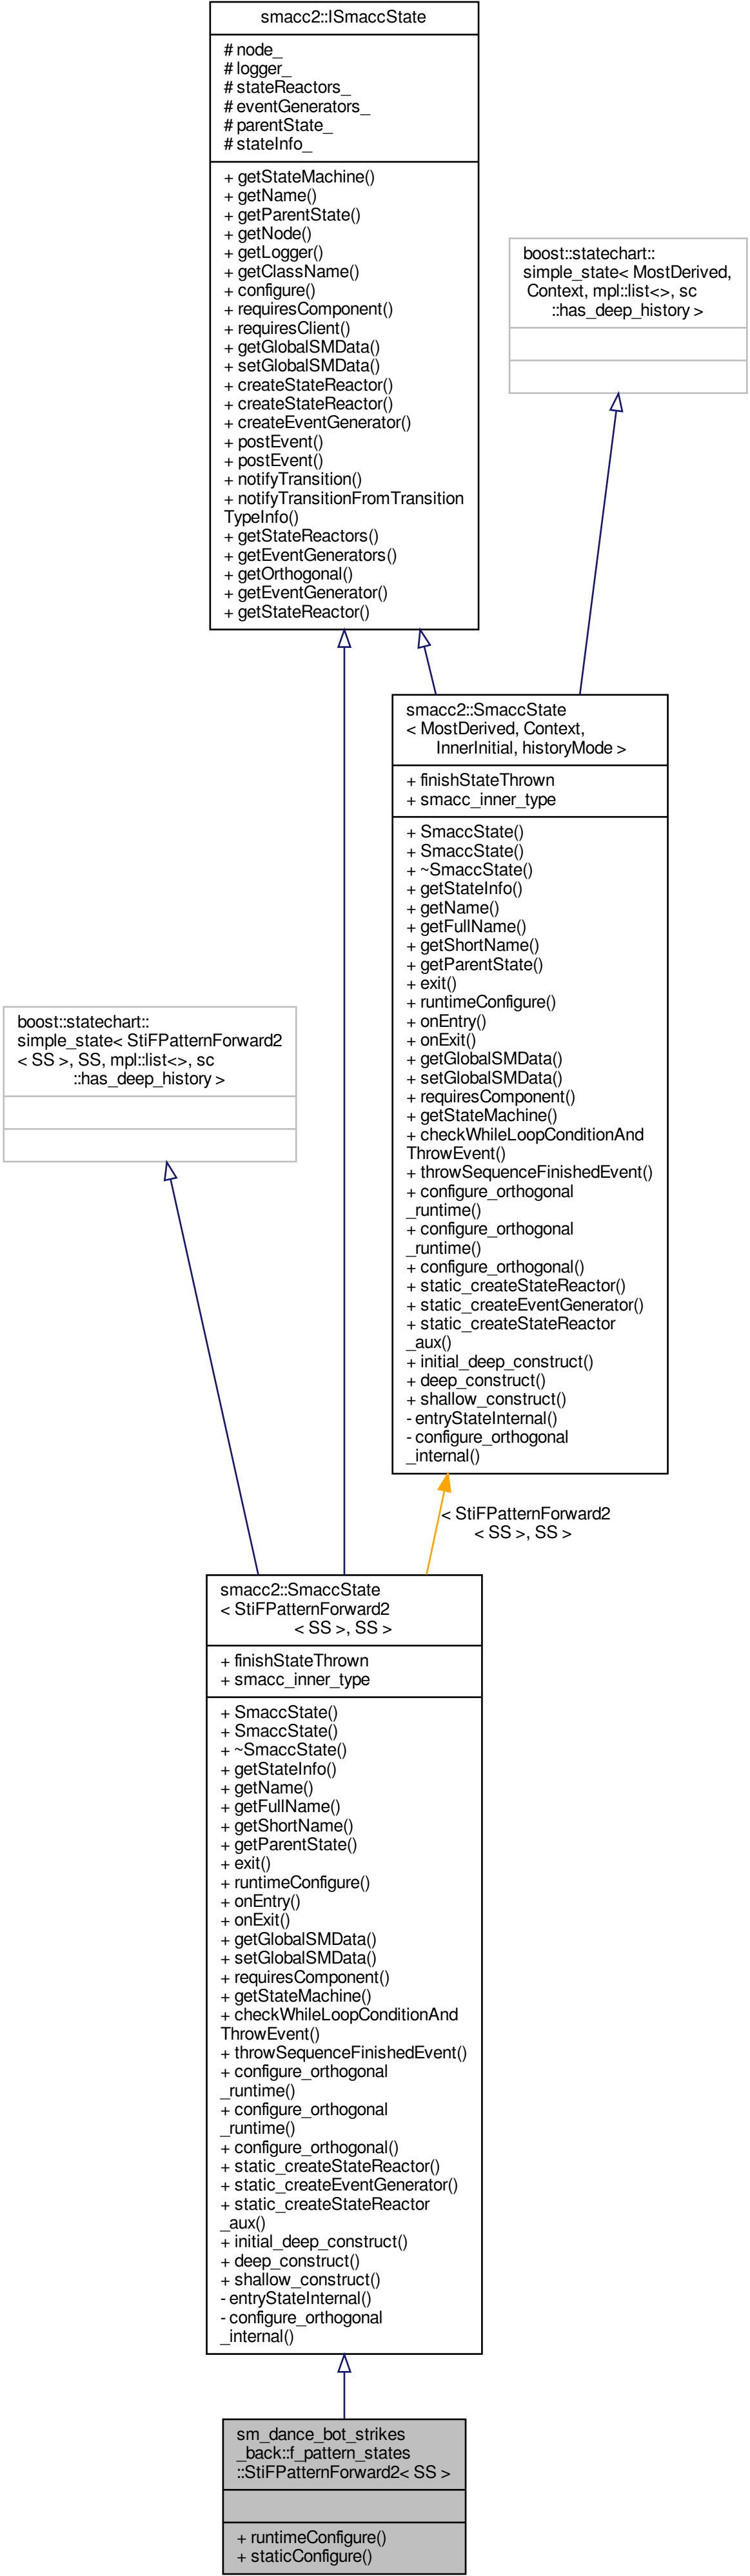 smacc2::ISmaccState
# node_
# logger_
# stateReactors_
# eventGenerators_
# parentState_
# stateInfo_
+ getStateMachine()
+ getName()
+ getParentState()
+ getNode()
+ getLogger()
+ getClassName()
+ configure()
+ requiresComponent()
+ requiresClient()
+ getGlobalSMData()
+ setGlobalSMData()
+ createStateReactor()
+ createStateReactor()
+ createEventGenerator()
+ postEvent()
+ postEvent()
+ notifyTransition()
+ notifyTransitionFromTransition
TypeInfo()
+ getStateReactors()
+ getEventGenerators()
+ getOrthogonal()
+ getEventGenerator()
+ getStateReactor()
boost::statechart::
simple_state< MostDerived,
Context, mpl::list<>, sc
::has_deep_history >
smacc2::SmaccState
< MostDerived, Context,
InnerInitial, historyMode >
+ finishStateThrown
+ smacc_inner_type
+ SmaccState()
+ SmaccState()
+ ~SmaccState()
+ getStateInfo()
+ getName()
+ getFullName()
+ getShortName()
+ getParentState()
+ exit()
+ runtimeConfigure()
+ onEntry()
+ onExit()
+ getGlobalSMData()
+ setGlobalSMData()
+ requiresComponent()
+ getStateMachine()
+ checkWhileLoopConditionAnd
ThrowEvent()
+ throwSequenceFinishedEvent()
+ configure_orthogonal
_runtime()
+ configure_orthogonal
_runtime()
+ configure_orthogonal()
+ static_createStateReactor()
+ static_createEventGenerator()
+ static_createStateReactor
_aux()
+ initial_deep_construct()
+ deep_construct()
+ shallow_construct()
- entryStateInternal()
- configure_orthogonal
_internal()
boost::statechart::
simple_state< StiFPatternForward2
< SS >, SS, mpl::list<>, sc
::has_deep_history >
< StiFPatternForward2
< SS >, SS >
smacc2::SmaccState
< StiFPatternForward2
< SS >, SS >
+ finishStateThrown
+ smacc_inner_type
+ SmaccState()
+ SmaccState()
+ ~SmaccState()
+ getStateInfo()
+ getName()
+ getFullName()
+ getShortName()
+ getParentState()
+ exit()
+ runtimeConfigure()
+ onEntry()
+ onExit()
+ getGlobalSMData()
+ setGlobalSMData()
+ requiresComponent()
+ getStateMachine()
+ checkWhileLoopConditionAnd
ThrowEvent()
+ throwSequenceFinishedEvent()
+ configure_orthogonal
_runtime()
+ configure_orthogonal
_runtime()
+ configure_orthogonal()
+ static_createStateReactor()
+ static_createEventGenerator()
+ static_createStateReactor
_aux()
+ initial_deep_construct()
+ deep_construct()
+ shallow_construct()
- entryStateInternal()
- configure_orthogonal
_internal()
sm_dance_bot_strikes
_back::f_pattern_states
::StiFPatternForward2< SS >
+ runtimeConfigure()
+ staticConfigure()